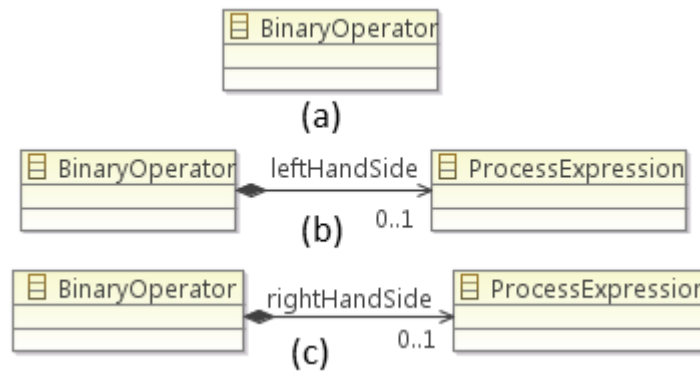 BinaryOperator
(a)
BinaryOperator leftHandSide ProcessExpression
0..1
(b)
BinaryOperator rightHandSide ProcessExpression
0..1
(c)